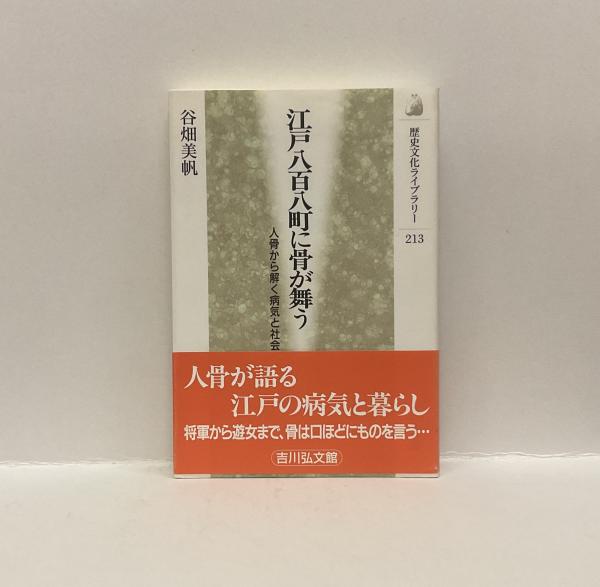 歴史文化ライブラリー
213
江戸八百八町に骨が舞う
人骨から解く病気と社会
谷畑美帆
人骨が語る
江戸の病気と暮らし
将軍から遊女まで、骨は口ほどにものを言う…
吉川弘文館